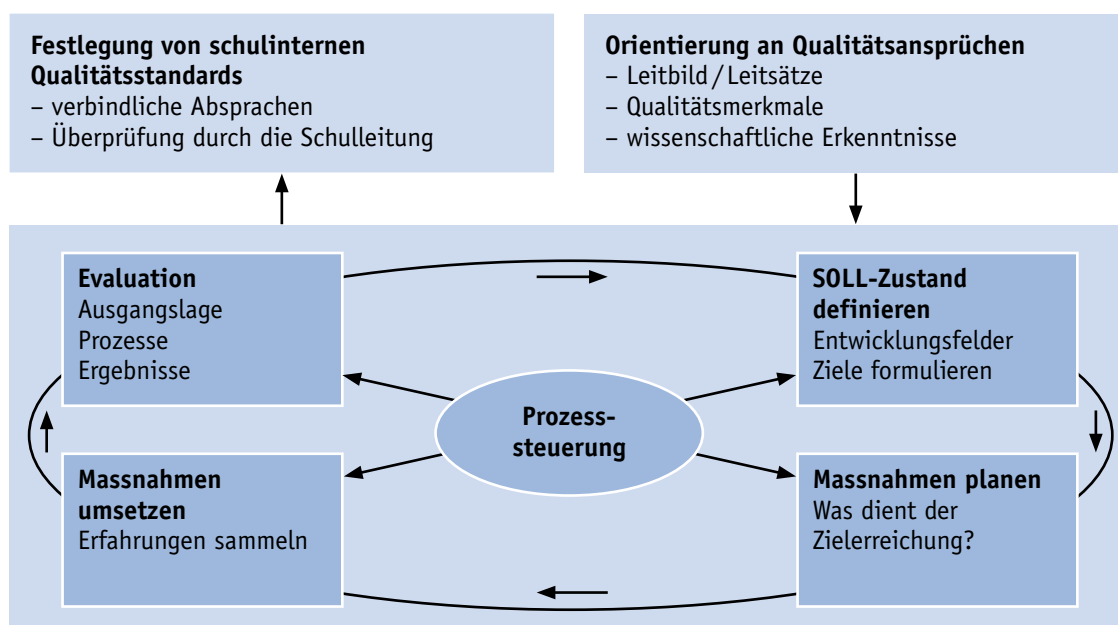 Festlegung von schulinternen
Qualitätsstandards
– verbindliche Absprachen
– Überprüfung durch die Schulleitung
Orientierung an Qualitätsansprüchen
– Leitbild / Leitsätze
– Qualitätsmerkmale
– wissenschaftliche Erkenntnisse
Evaluation
Ausgangslage
Prozesse
Ergebnisse
SOLL-Zustand
definieren
Entwicklungsfelder
Ziele formulieren
Prozess-
steuerung
Massnahmen
umsetzen
Erfahrungen sammeln
Massnahmen planen
Was dient der
Zielerreichung?